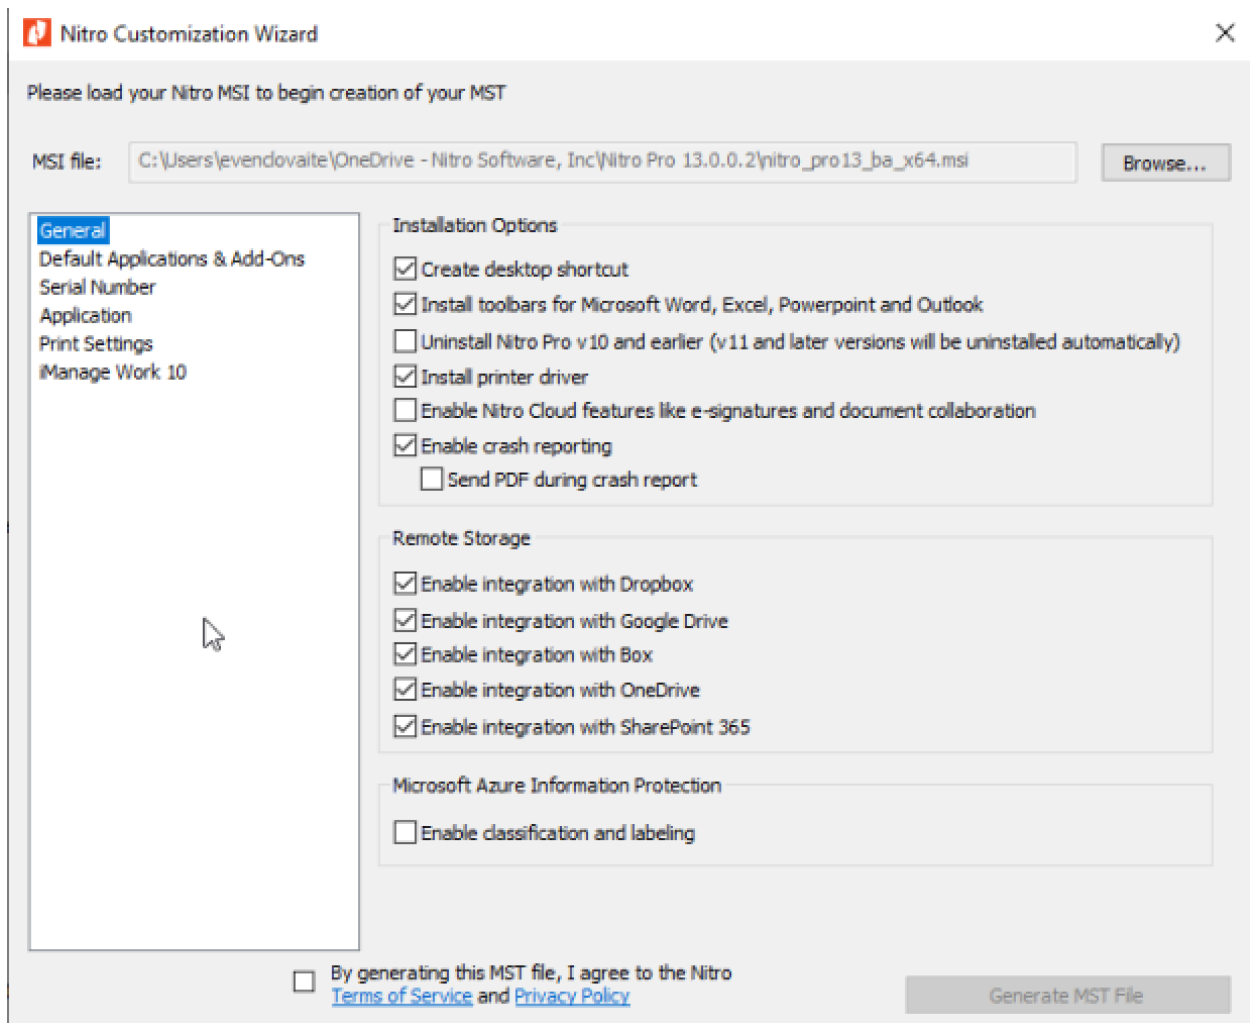 Nitro Customization Wizard
Please load your Nitro MSI to begin creation of your MST
MSI file: C:\Users\evenclovaite\OneDrive - Nitro Software, Inc\Nitro Pro 13.0.0.2\nitro_pro13_ba_x64.msi Browse...
General
Default Applications & Add-Ons
Serial Number
Application
Print Settings
iManage Work 10
Installation Options
Create desktop shortcut
Install toolbars for Microsoft Word, Excel, Powerpoint and Outlook
Uninstall Nitro Pro v10 and earlier (v11 and later versions will be uninstalled automatically)
Install printer driver
Enable Nitro Cloud features like e-signatures and document collaboration
Enable crash reporting
Send PDF during crash report
Remote Storage
Enable integration with Dropbox
Enable integration with Google Drive
Enable integration with Box
Enable integration with OneDrive
Enable integration with SharePoint 365
Microsoft Azure Information Protection
Enable classification and labeling
By generating this MST file, I agree to the Nitro
Terms of Service and Privacy Policy
Generate MST File